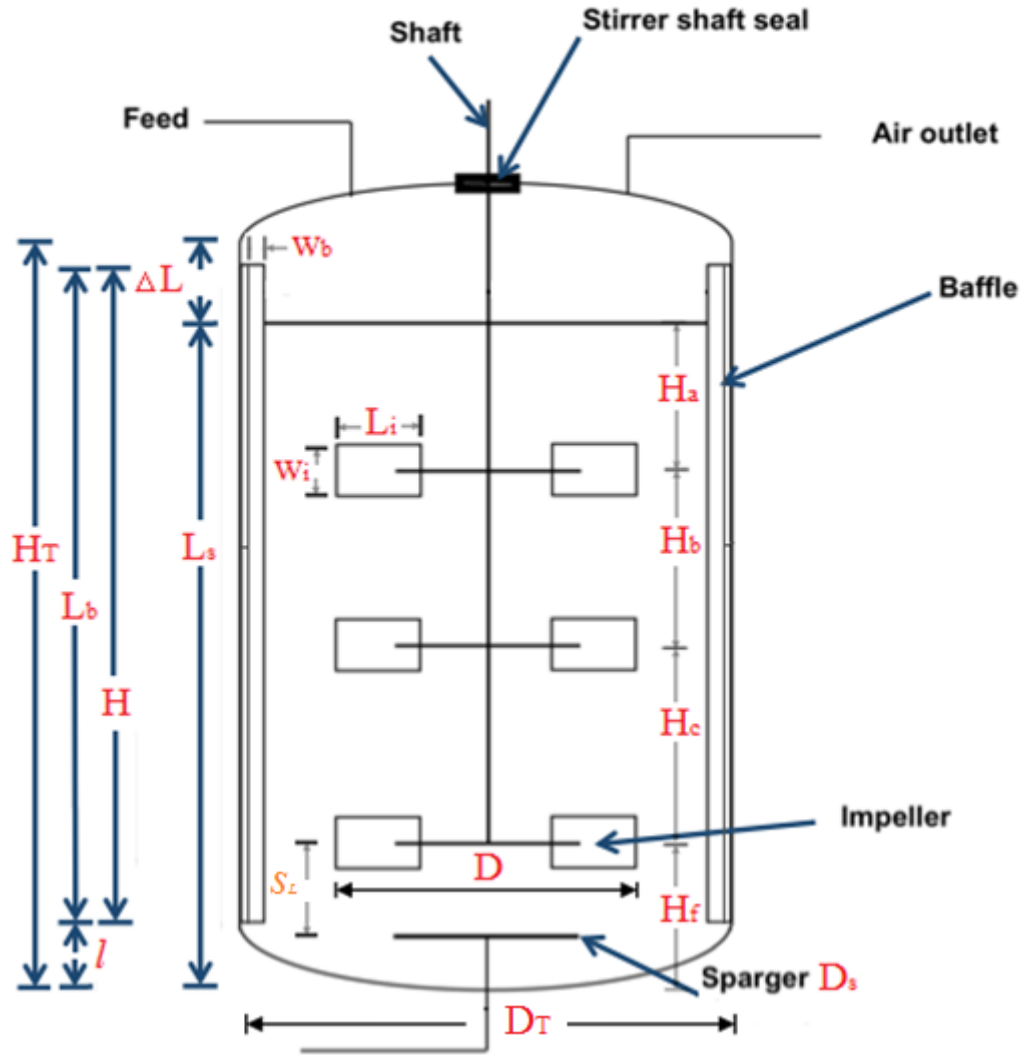 Shaft
Stirrer shaft seal
Feed
Air outlet
Wb
ΔL
Baffle
Ha
Li
Wi
HT
Ls
Hb
Lb
H
Hc
Impeller
SL
D
Hf
l
Sparger Ds
DT